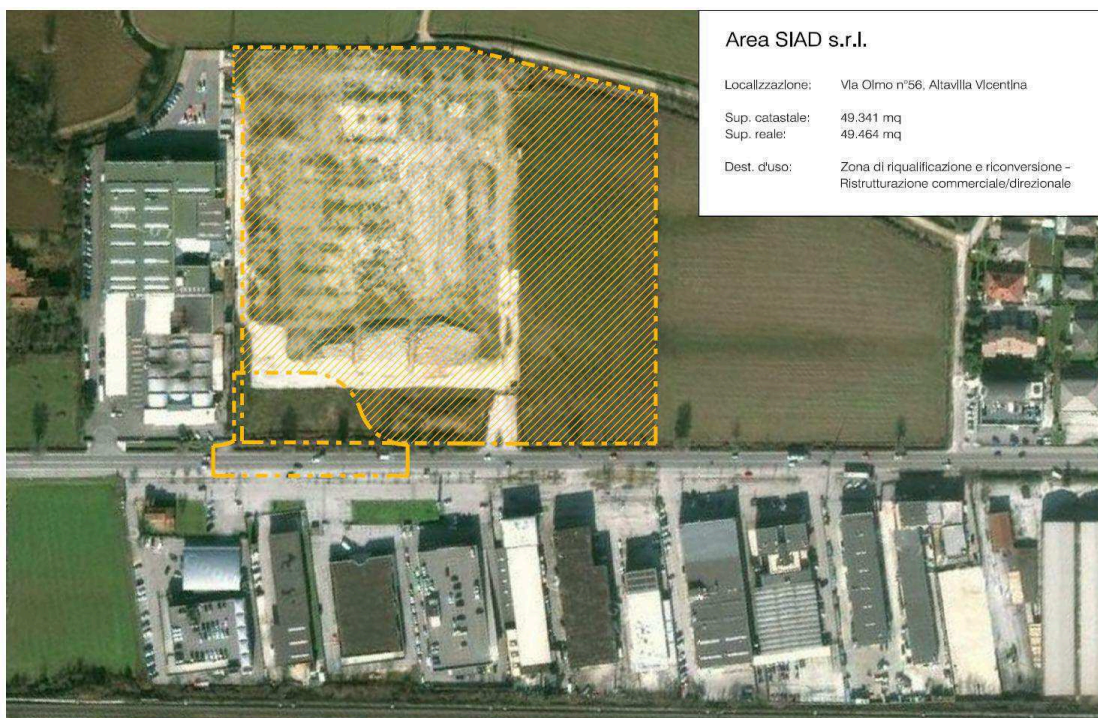 Area SIAD s.r.l.
Localizzazione: Via Olmo n°56, Altavilla Vicentina
Sup. catastale: 49.341 mq
Sup. reale: 49.464 mq
Dest. d'uso: Zona di riqualificazione e riconversione –
Ristrutturazione commerciale/direzionale